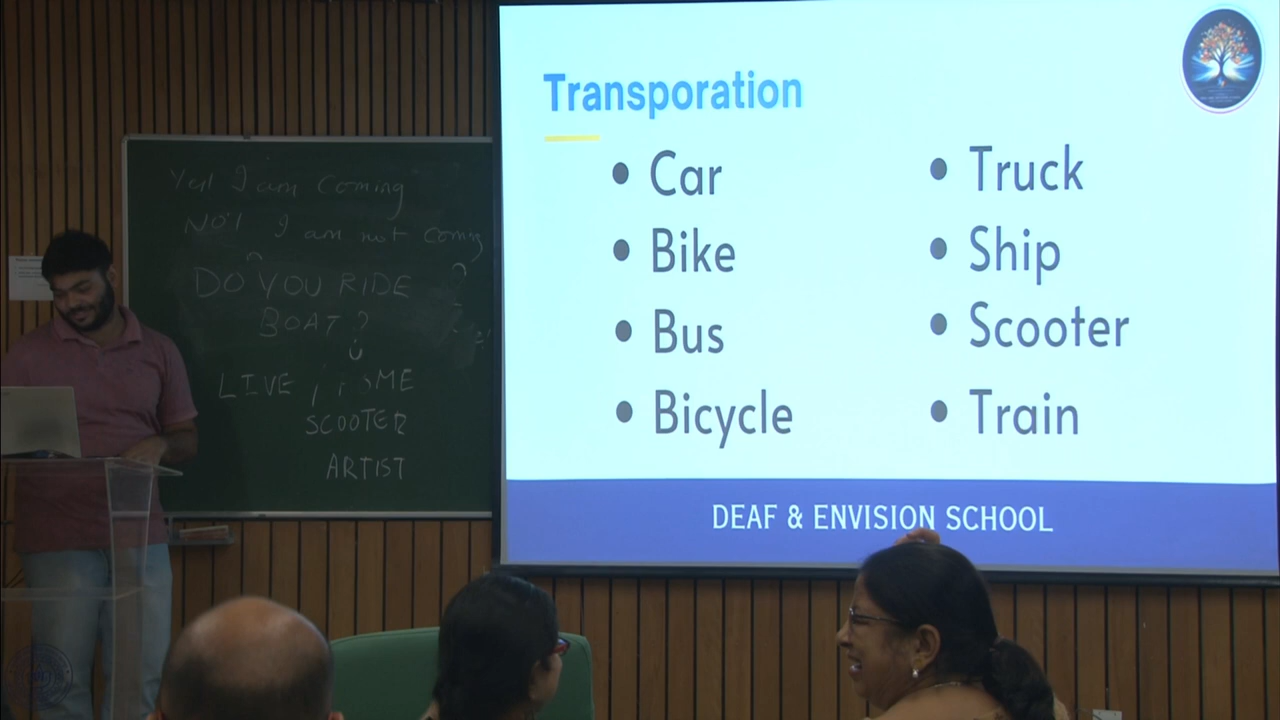 Transporation
Car
Bike
Bus
Bicycle
Truck
Ship
Scooter
Train
DEAF & ENVISION SCHOOL
Yes I am coming
NO! I am not coming
DO YOU RIDE ?
BOAT ?
LIVE ME
SCOOTER
ARTIST